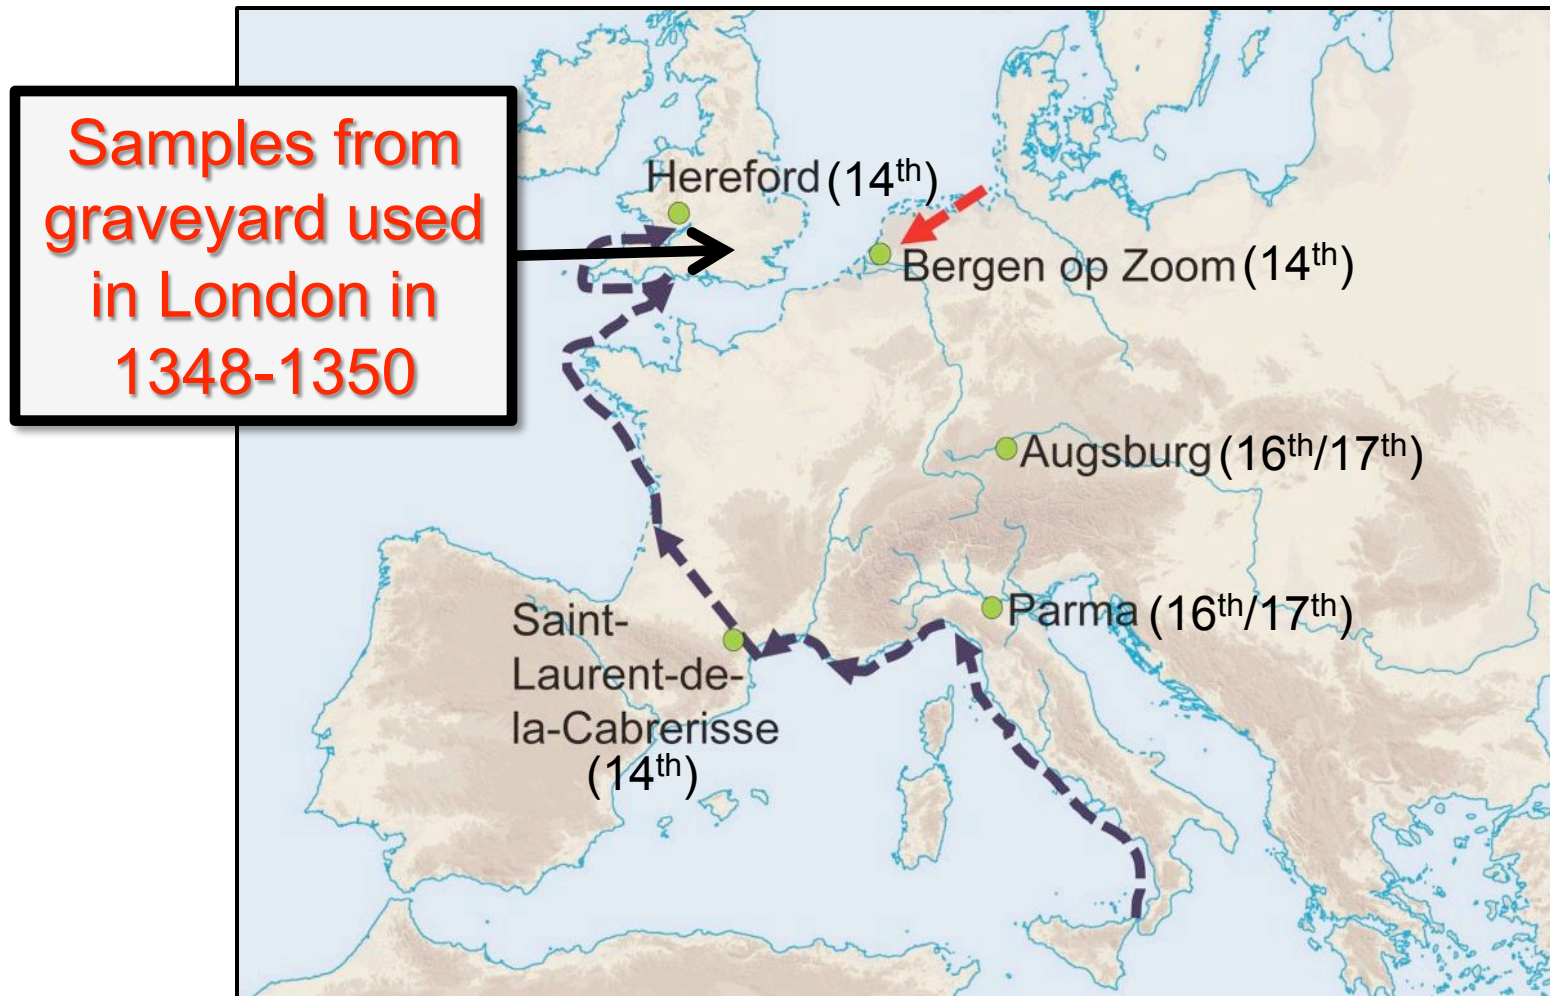 Samples from
graveyard used
in London in
1348-1350
Hereford (14th)
Bergen op Zoom (14th)
Augsburg (16th/17th)
Parma (16th/17th)
Saint-
Laurent-de-
la-Cabrerisse
(14th)